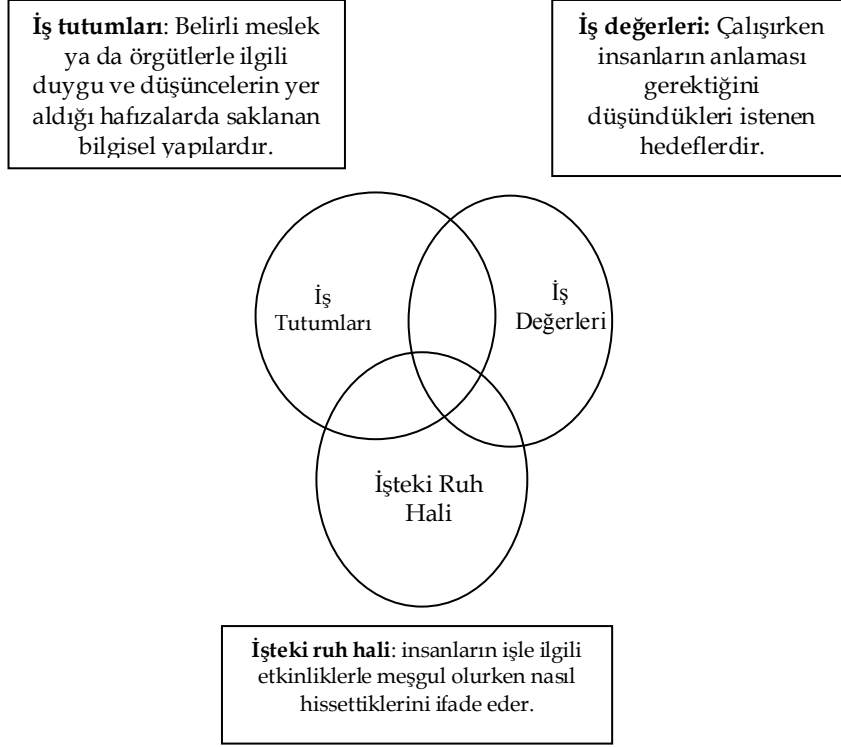 İş tutumları: Belirli meslek
ya da örgütlerle ilgili
duygu ve düşüncelerin yer
aldığı hafızalarda saklanan
bilgisel yapılardır.
İş değerleri: Çalışırken
insanların anlaması
gerektiğini
düşündükleri istenen
hedeflerdir.
İş
Tutumları
İş
Değerleri
İşteki Ruh
Hali
İşteki ruh hali: insanların işle ilgili
etkinliklerle meşgul olurken nasıl
hissettiklerini ifade eder.